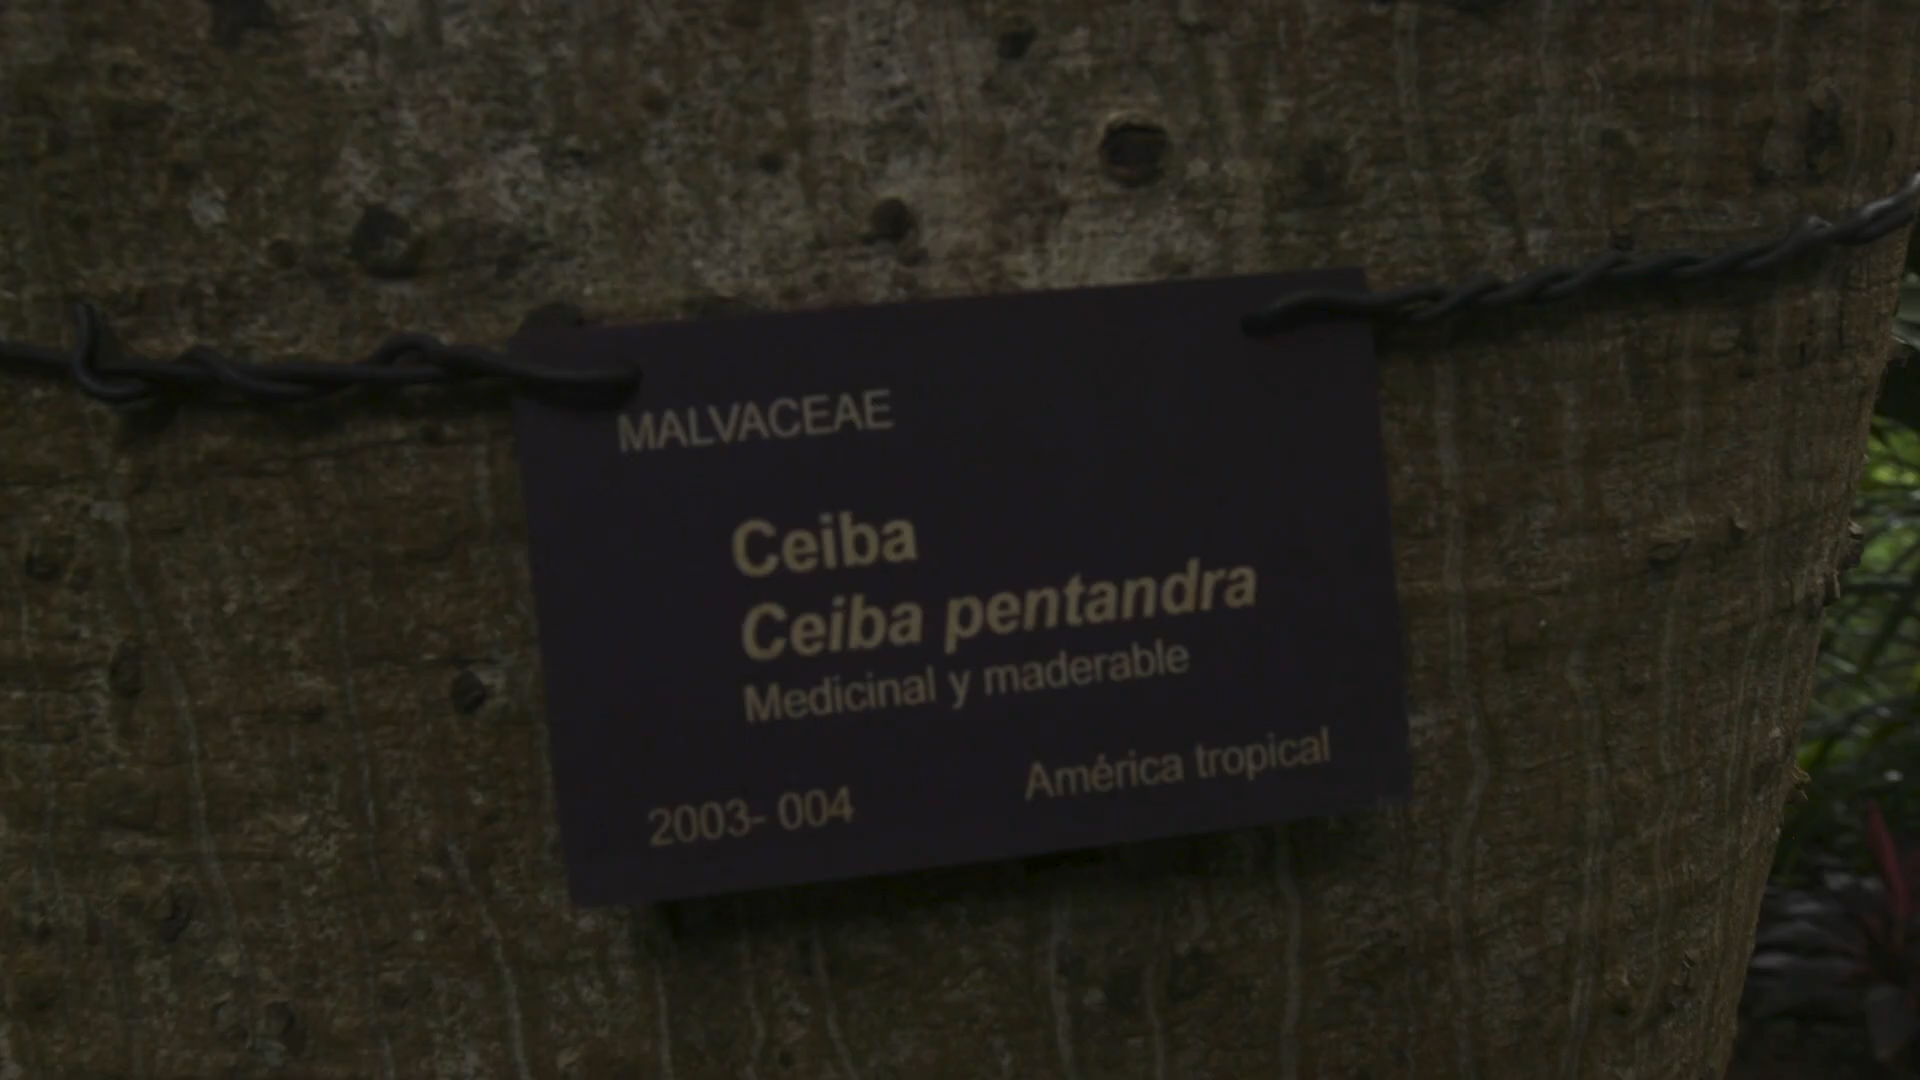 MALVACEAE
Ceiba
Ceiba pentandra
Medicinal y maderable
América tropical
2003- 004